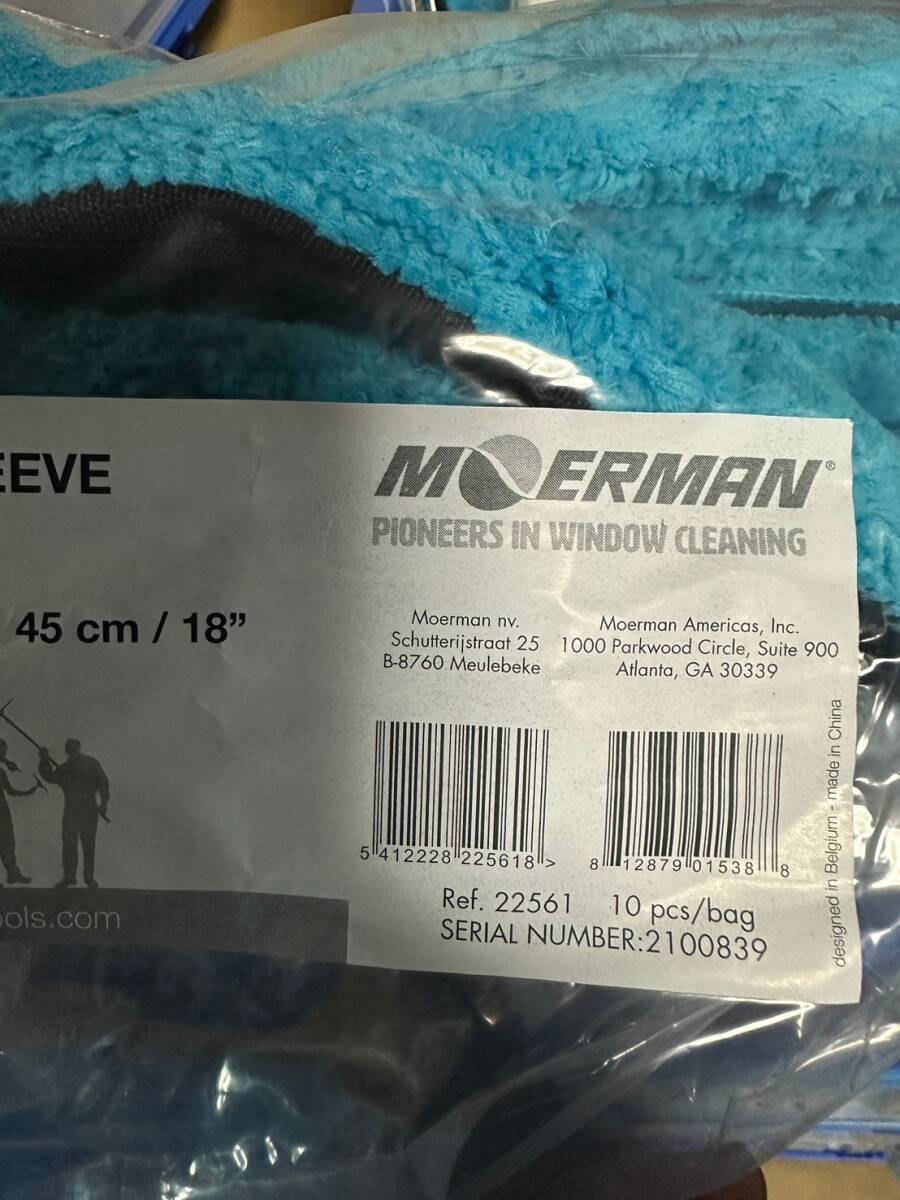 EEVE
MOERMAN®
PIONEERS IN WINDOW CLEANING
45 cm / 18”
Moerman nv.
Schutterijstraat 25
B-8760 Meulebeke
Moerman Americas, Inc.
1000 Parkwood Circle, Suite 900
Atlanta, GA 30339
5 412228 225618 >
8 12879 01538 8
designed in Belgium - made in China
Ref. 22561 10 pcs/bag
SERIAL NUMBER:2100839
ools.com